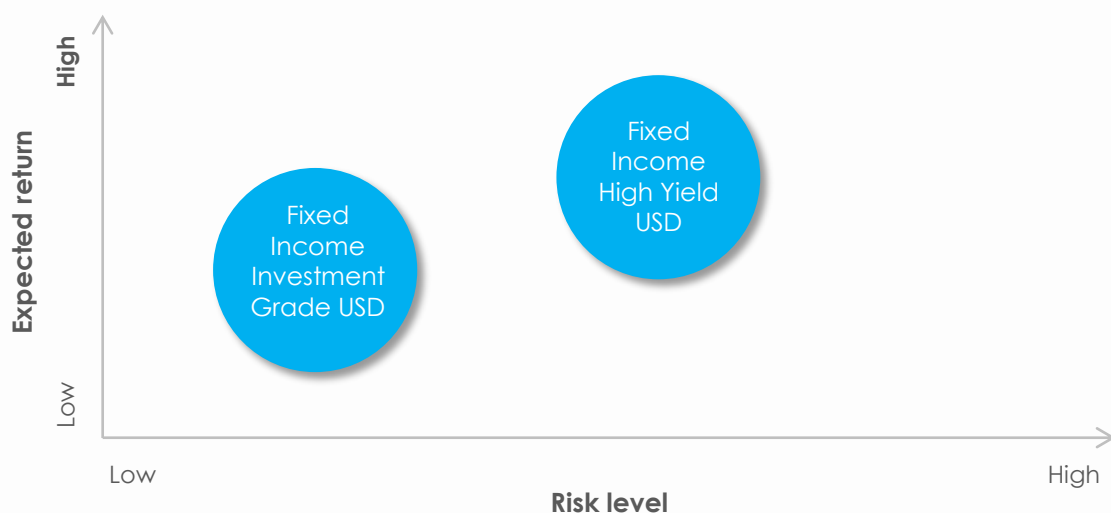 High
Expected return
Low
Fixed
Income
Investment
Grade USD
Fixed
Income
High Yield
USD
Low
High
Risk level